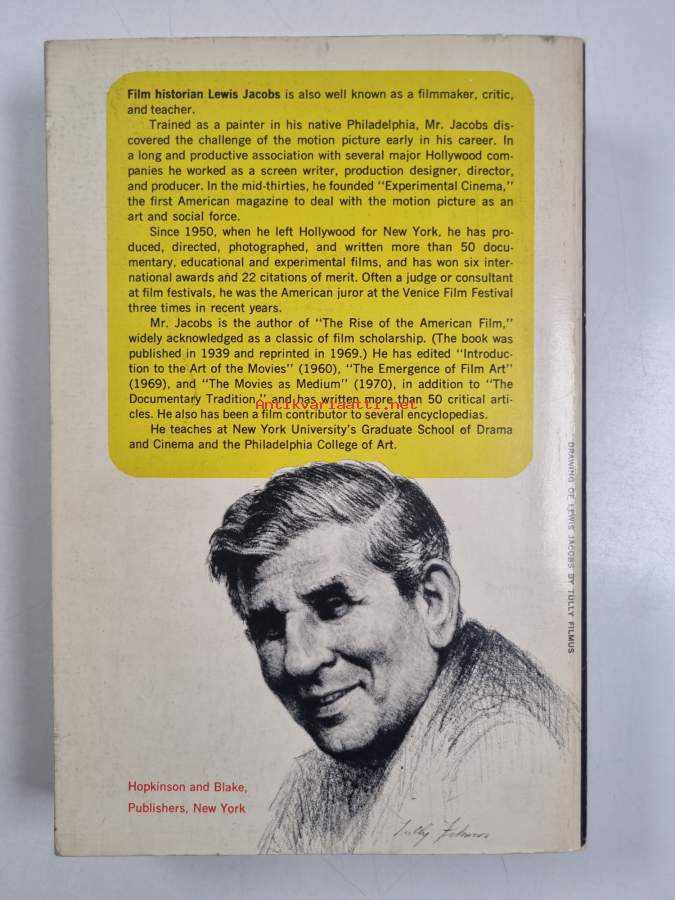 Film historian Lewis Jacobs is also well known as a filmmaker, critic,
and teacher.
Trained as a painter in his native Philadelphia, Mr. Jacobs dis-
covered the challenge of the motion picture early in his career. In
a long and productive association with several major Hollywood com-
panies he worked as a screen writer, production designer, director,
and producer. In the mid-thirties, he founded "Experimental Cinema,"
the first American magazine to deal with the motion picture as an
art and social force.
Since 1950, when he left Hollywood for New York, he has pro-
duced, directed, photographed, and written more than 50 docu-
mentary, educational and experimental films, and has won six inter-
national awards and 22 citations of merit. Often a judge or consultant
at film festivals, he was the American juror at the Venice Film Festival
three times in recent years.
Mr. Jacobs is the author of "The Rise of the American Film,"
widely acknowledged as a classic of film scholarship. (The book was
published in 1939 and reprinted in 1969.) He has edited "Introduc-
tion to the Art of the Movies" (1960), "The Emergence of Film Art"
(1969), and "The Movies as Medium" (1970), in addition to "The
Documentary Tradition," and has written more than 50 critical arti-
cles. He also has been a film contributor to several encyclopedias.
He teaches at New York University's Graduate School of Drama
and Cinema and the Philadelphia College of Art.
Antikvariaatti.net
DRAWING OF LEWIS JACOBS BY TULLY FILMUS
Hopkinson and Blake,
Publishers, New York
Tully Filmus